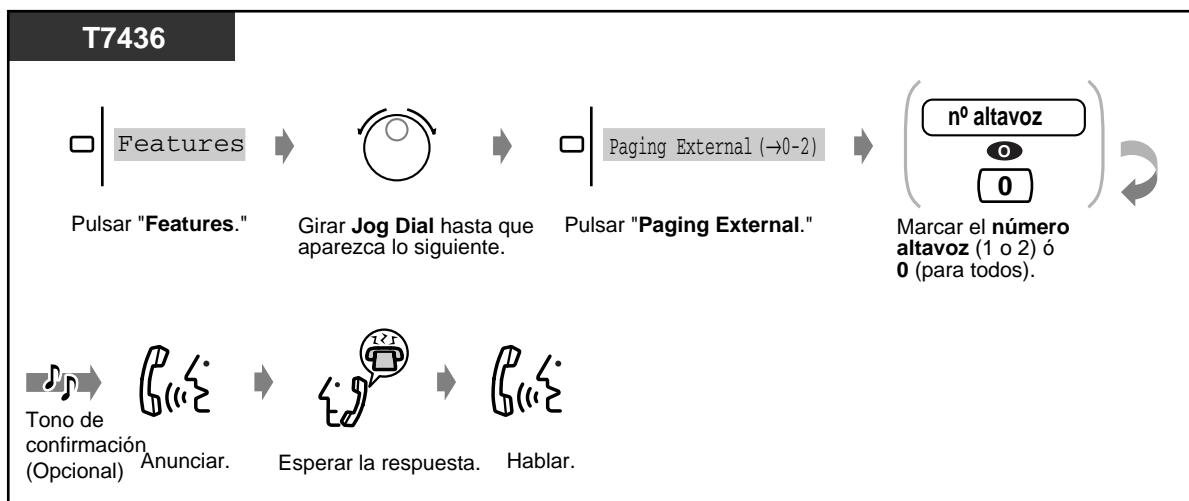 T7436
Features
Paging External (→0-2)
nº altavoz
O
0
Pulsar "Features."
Girar Jog Dial hasta que
aparezca lo siguiente.
Pulsar "Paging External."
Marcar el número
altavoz (1 o 2) ó
0 (para todos).
Tono de
confirmación
(Opcional)
Anunciar.
Esperar la respuesta.
Hablar.